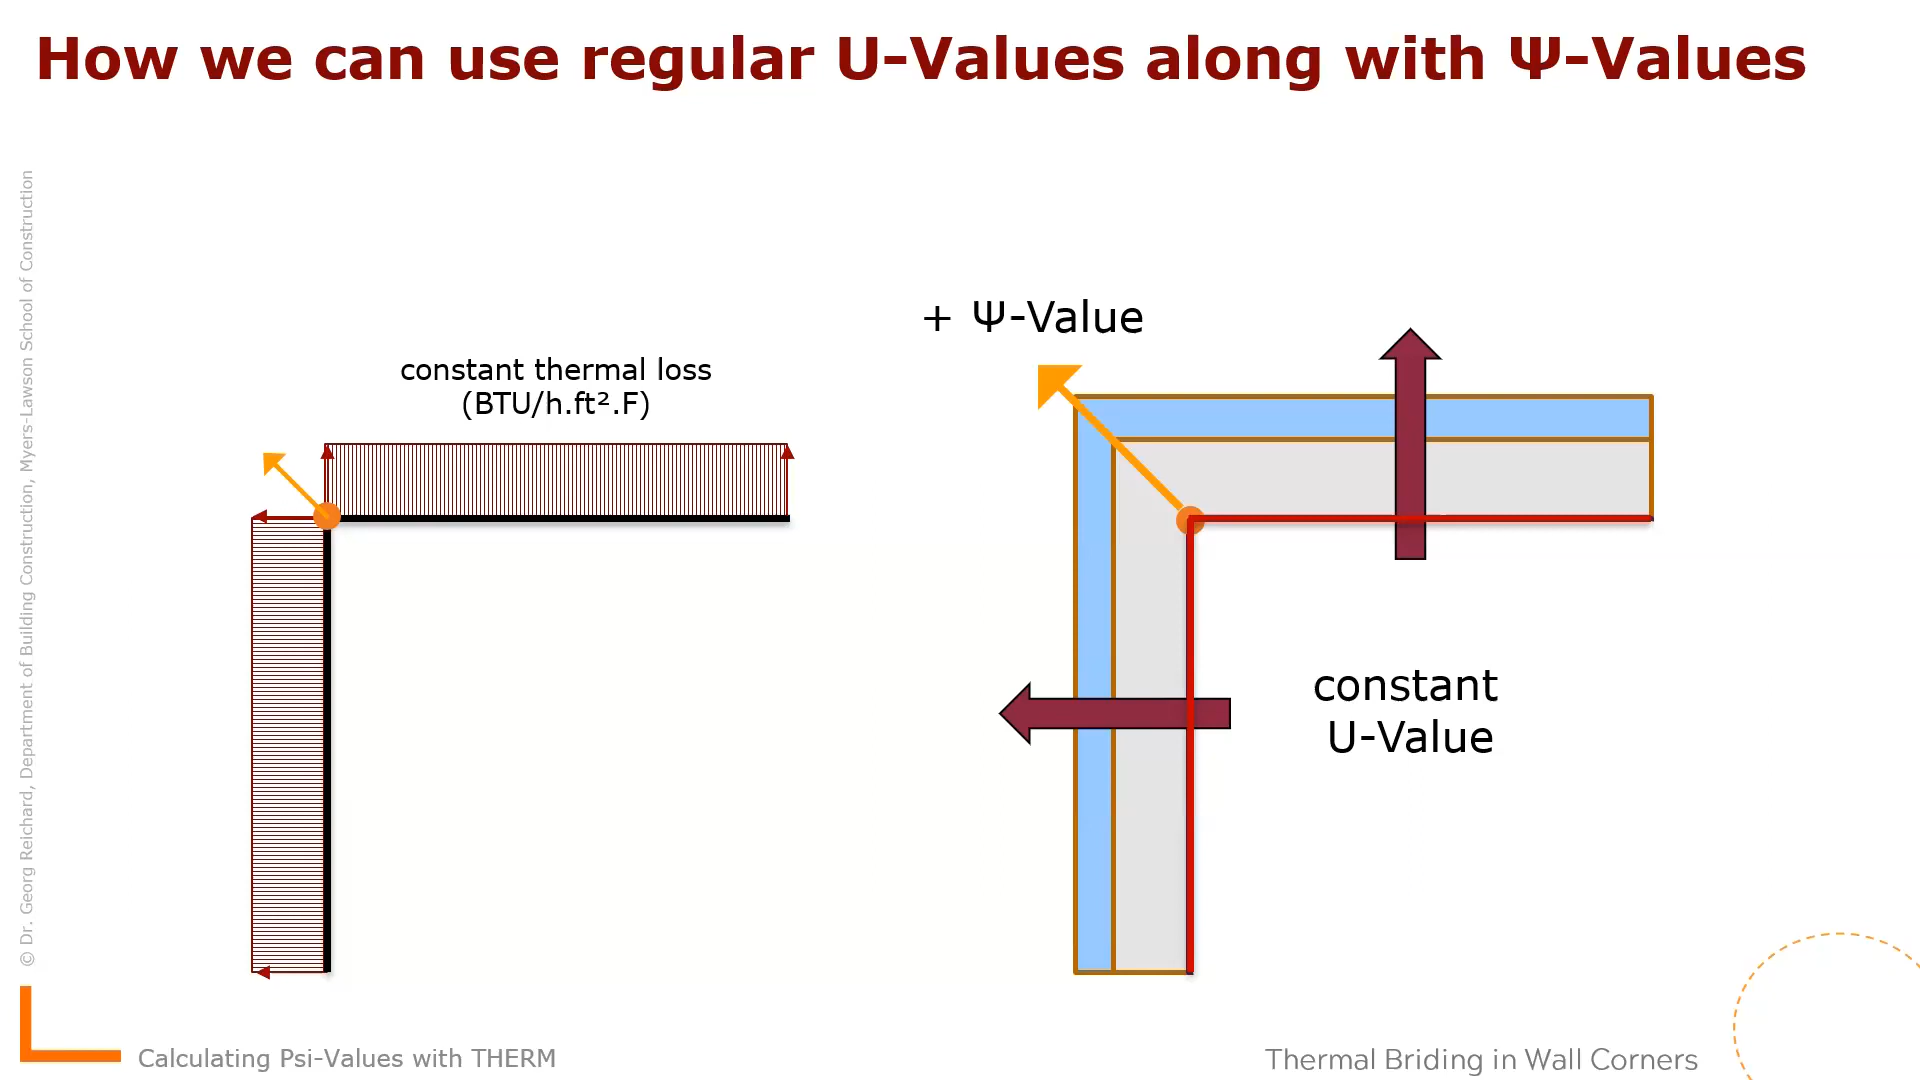 How we can use regular U-Values along with Ψ-Values
© Dr. Georg Reichard, Department of Building Construction, Myers-Lawson School of Construction
constant thermal loss
(BTU/h.ft².F)
+ Ψ-Value
constant
U-Value
Calculating Psi-Values with THERM
Thermal Briding in Wall Corners